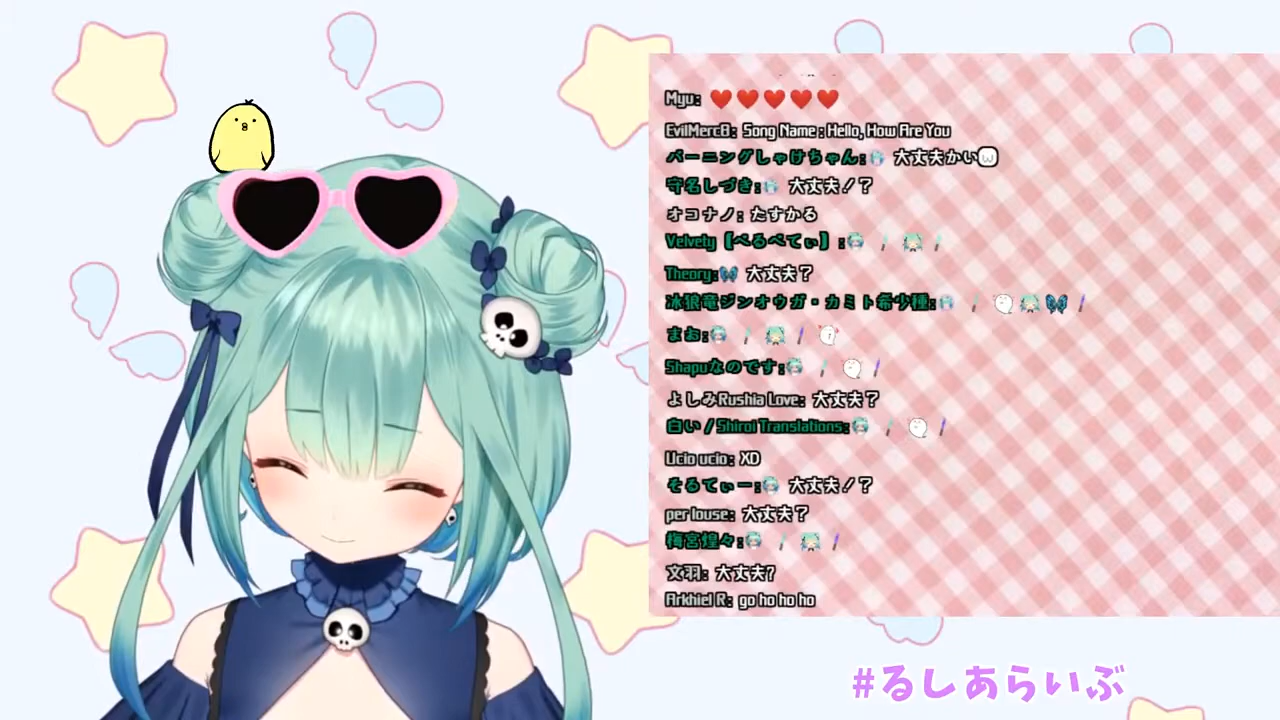 Myu:
EvilMerc8: Song Name : Hello, How Are You
バーニングしゃけちゃん: 大丈夫かいw
守名しづき: 大丈夫！？
オコナノ: たすかる
Velvety【べるべてぃ】:
Theory: 大丈夫？
冰狼竜ジンオウガ・カミト希少種:
まお:
Shapuなのです:
よしみRushia Love: 大丈夫？
白い / Shiroi Translations:
Ucio ucio: XD
そるてぃー: 大丈夫！？
per louse: 大丈夫？
梅宮煌々:
文羽: 大丈夫?
Arkhiel R: go ho ho ho
#るしあらいぶ